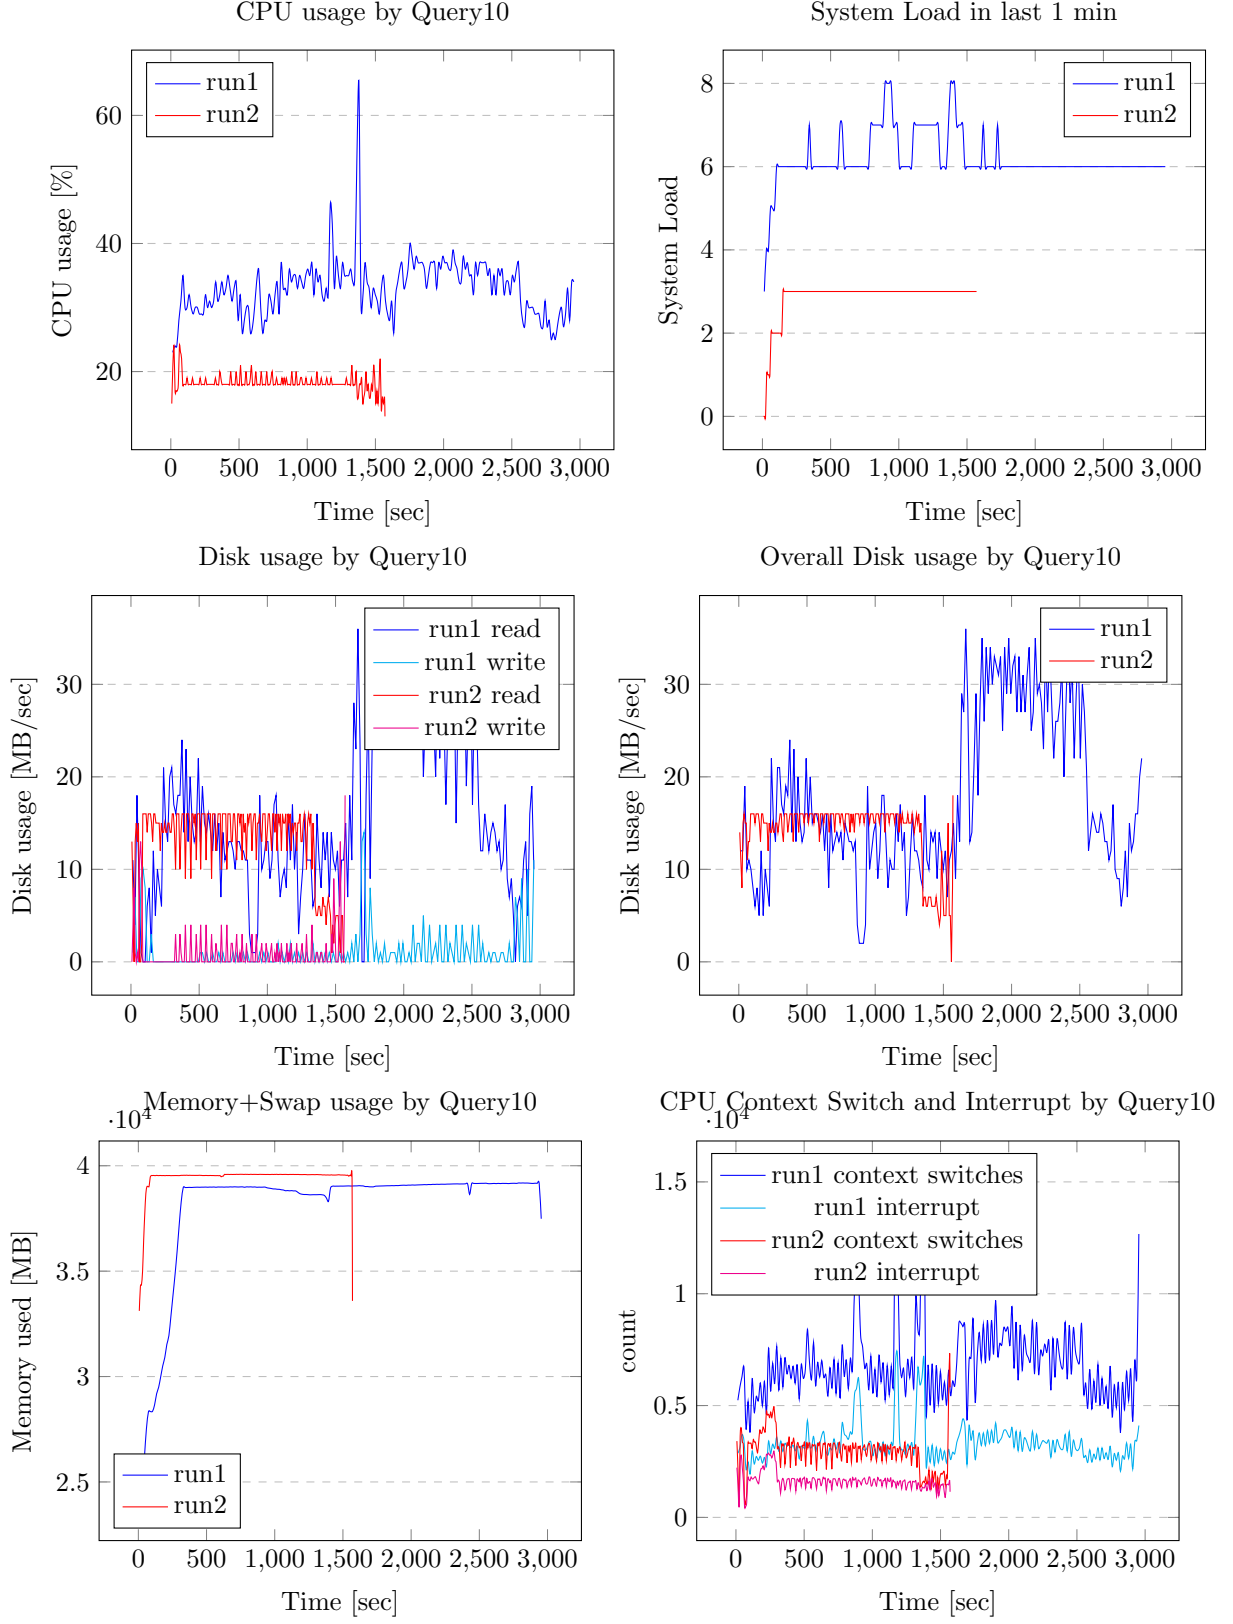 CPU usage by Query10
run1
run2
60
40
20
CPU usage [%]
0 500 1,000 1,500 2,000 2,500 3,000
Time [sec]
System Load in last 1 min
run1
run2
8
6
4
2
0
System Load
0 500 1,000 1,500 2,000 2,500 3,000
Time [sec]
Disk usage by Query10
run1 read
run1 write
run2 read
run2 write
30
20
10
0
Disk usage [MB/sec]
0 500 1,000 1,500 2,000 2,500 3,000
Time [sec]
Overall Disk usage by Query10
run1
run2
30
20
10
0
Disk usage [MB/sec]
0 500 1,000 1,500 2,000 2,500 3,000
Time [sec]
Memory+Swap usage by Query10
·10⁴
4
3.5
3
2.5
Memory used [MB]
run1
run2
0 500 1,000 1,500 2,000 2,500 3,000
Time [sec]
CPU Context Switch and Interrupt by Query10
·10⁴
run1 context switches
run1 interrupt
run2 context switches
run2 interrupt
1.5
1
0.5
0
count
0 500 1,000 1,500 2,000 2,500 3,000
Time [sec]